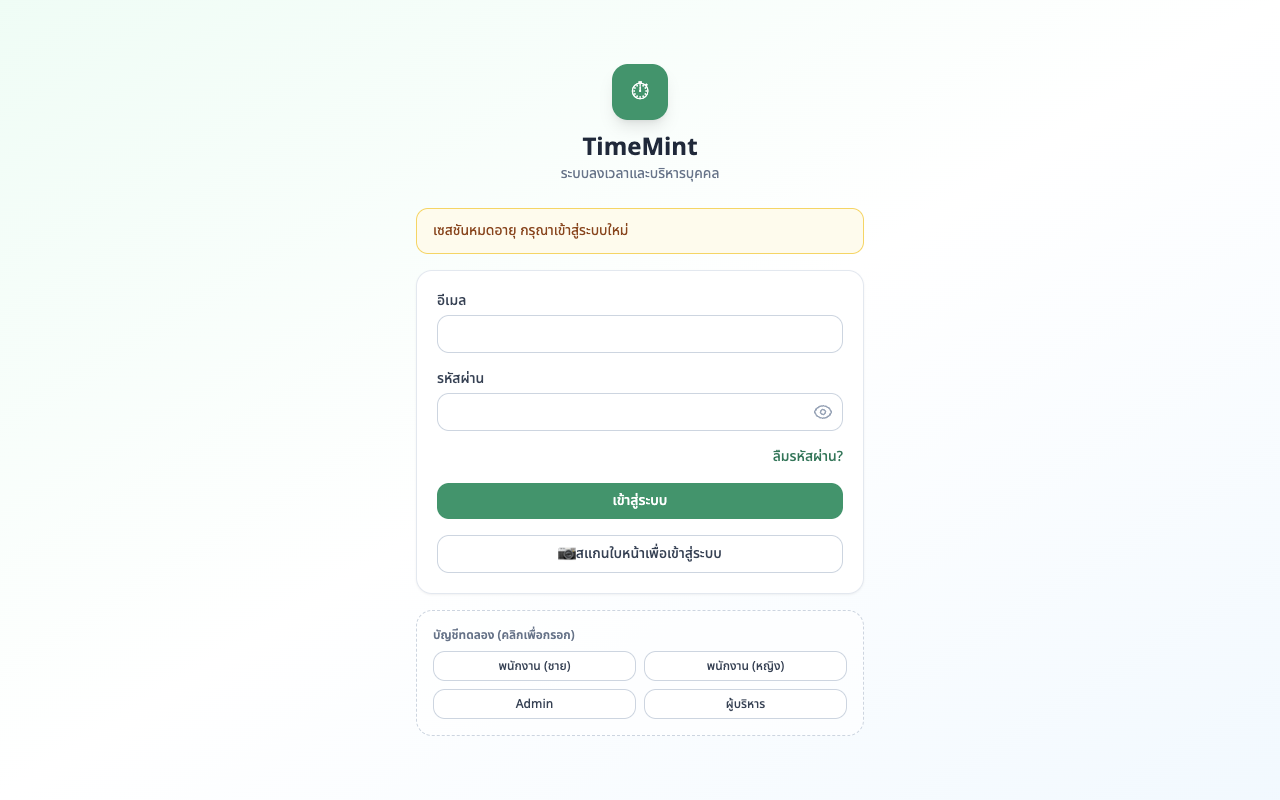 TimeMint
ระบบลงเวลาและบริหารบุคคล
เซสชันหมดอายุ กรุณาเข้าสู่ระบบใหม่
อีเมล
รหัสผ่าน
ลืมรหัสผ่าน?
เข้าสู่ระบบ
สแกนใบหน้าเพื่อเข้าสู่ระบบ
บัญชีทดลอง (คลิกเพื่อกรอก)
พนักงาน (ชาย)
พนักงาน (หญิง)
Admin
ผู้บริหาร